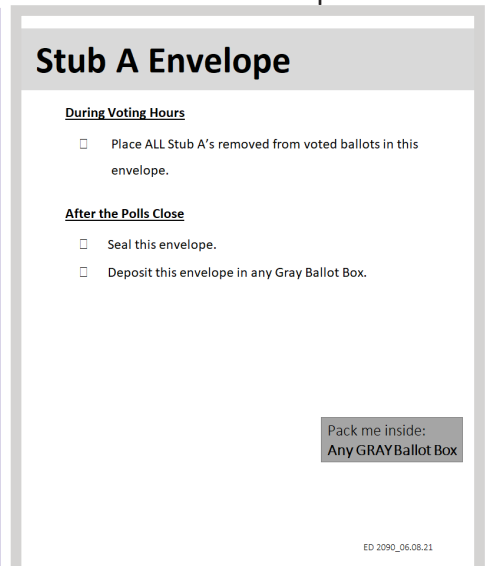 Stub A Envelope
During Voting Hours
☐ Place ALL Stub A’s removed from voted ballots in this
envelope.
After the Polls Close
☐ Seal this envelope.
☐ Deposit this envelope in any Gray Ballot Box.
Pack me inside:
Any GRAY Ballot Box
ED 2090_06.08.21